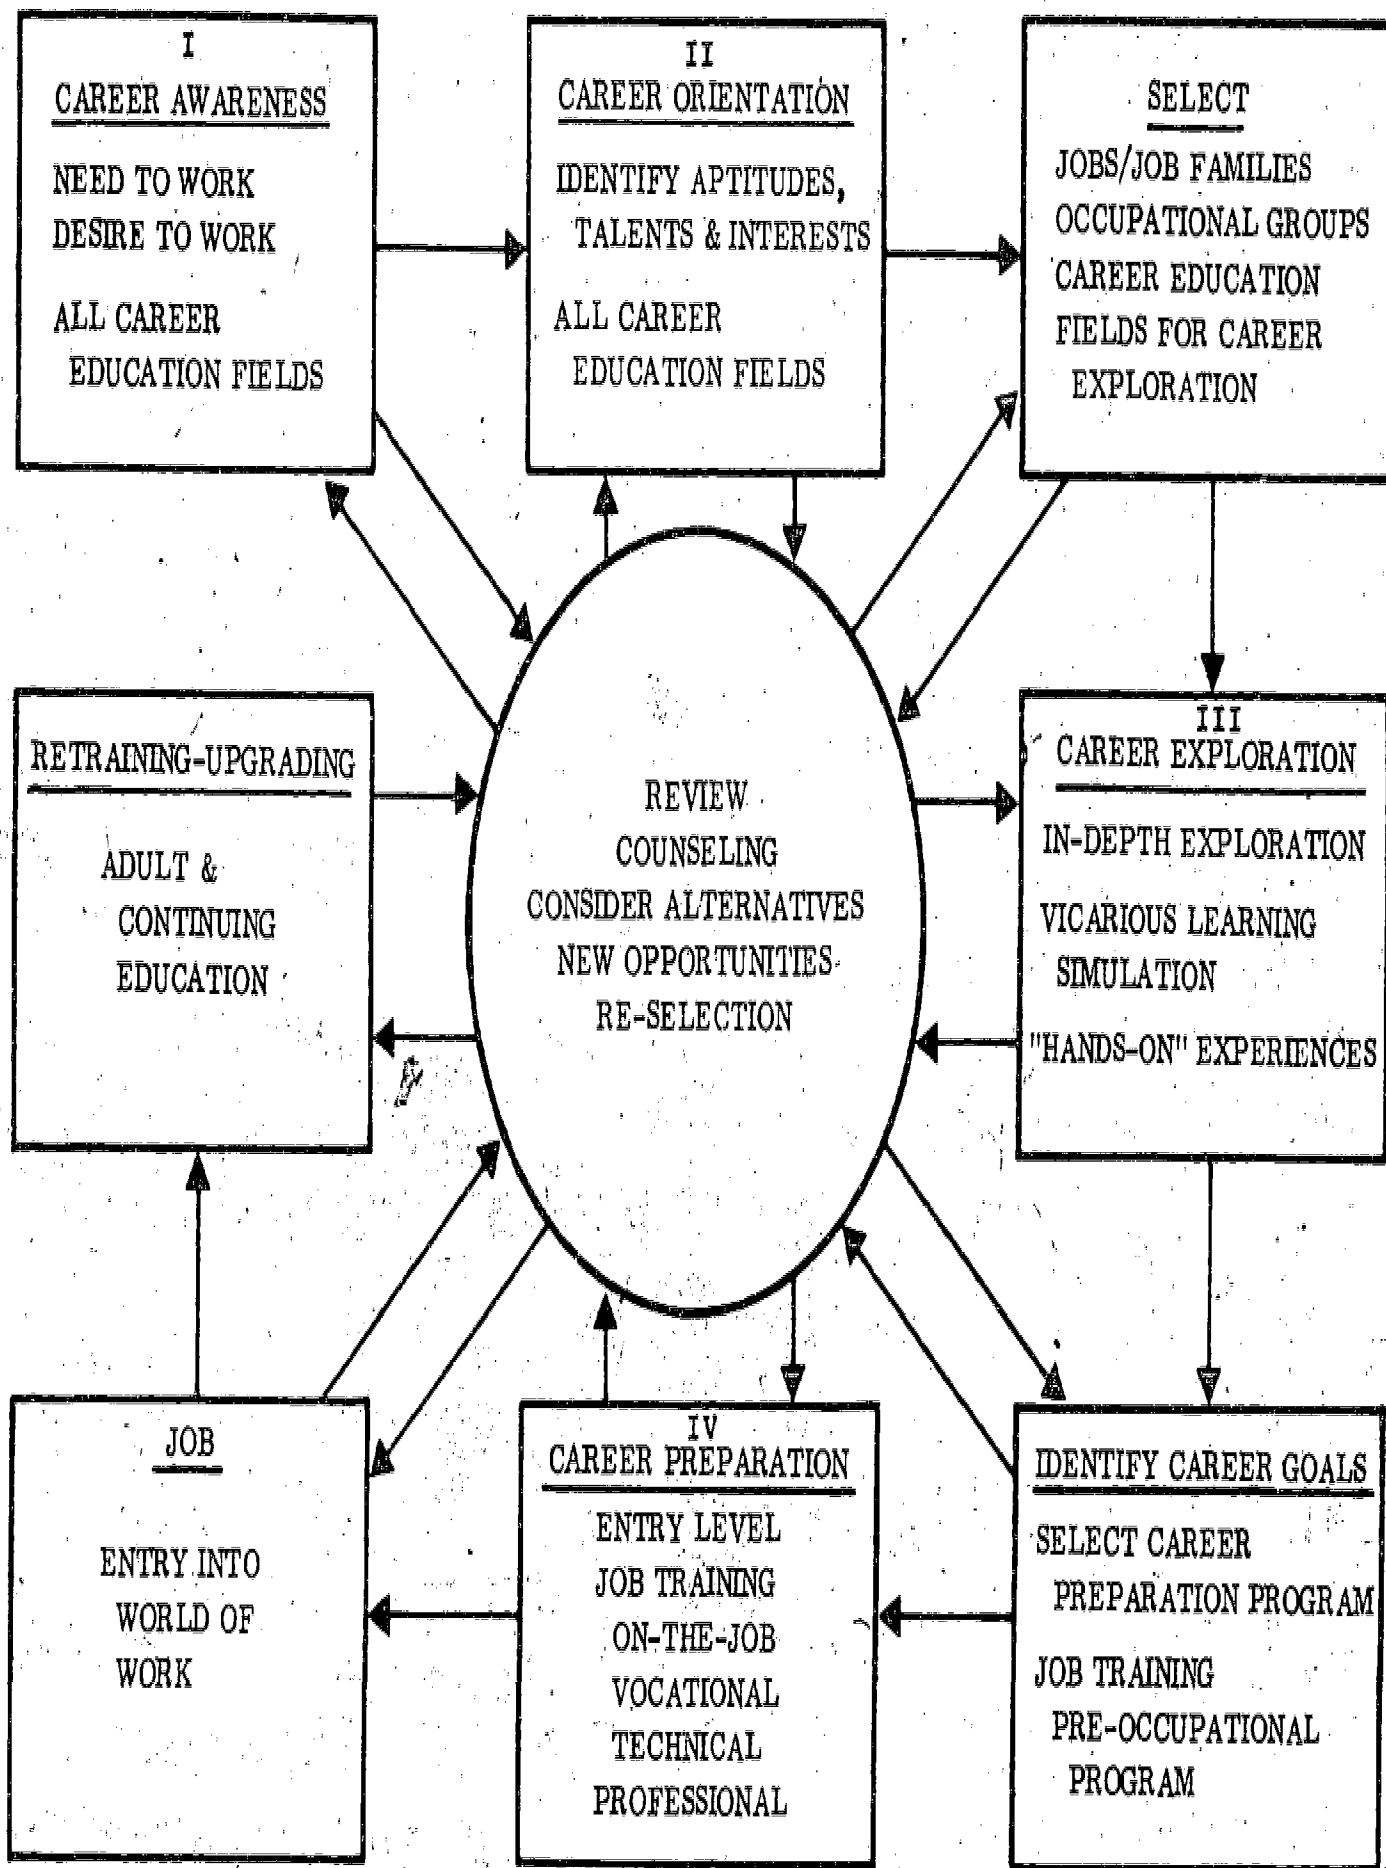 I
CAREER AWARENESS
NEED TO WORK
DESIRE TO WORK
ALL CAREER
EDUCATION FIELDS
II
CAREER ORIENTATION
IDENTIFY APTITUDES,
TALENTS & INTERESTS
ALL CAREER
EDUCATION FIELDS
SELECT
JOBS/JOB FAMILIES
OCCUPATIONAL GROUPS
CAREER EDUCATION
FIELDS FOR CAREER
EXPLORATION
RETRAINING-UPGRADING
ADULT &
CONTINUING
EDUCATION
REVIEW
COUNSELING
CONSIDER ALTERNATIVES
NEW OPPORTUNITIES
RE-SELECTION
III
CAREER EXPLORATION
IN-DEPTH EXPLORATION
VICARIOUS LEARNING
SIMULATION
"HANDS-ON" EXPERIENCES
JOB
ENTRY INTO
WORLD OF
WORK
IV
CAREER PREPARATION
ENTRY LEVEL
JOB TRAINING
ON-THE-JOB
VOCATIONAL
TECHNICAL
PROFESSIONAL
IDENTIFY CAREER GOALS
SELECT CAREER
PREPARATION PROGRAM
JOB TRAINING
PRE-OCCUPATIONAL
PROGRAM